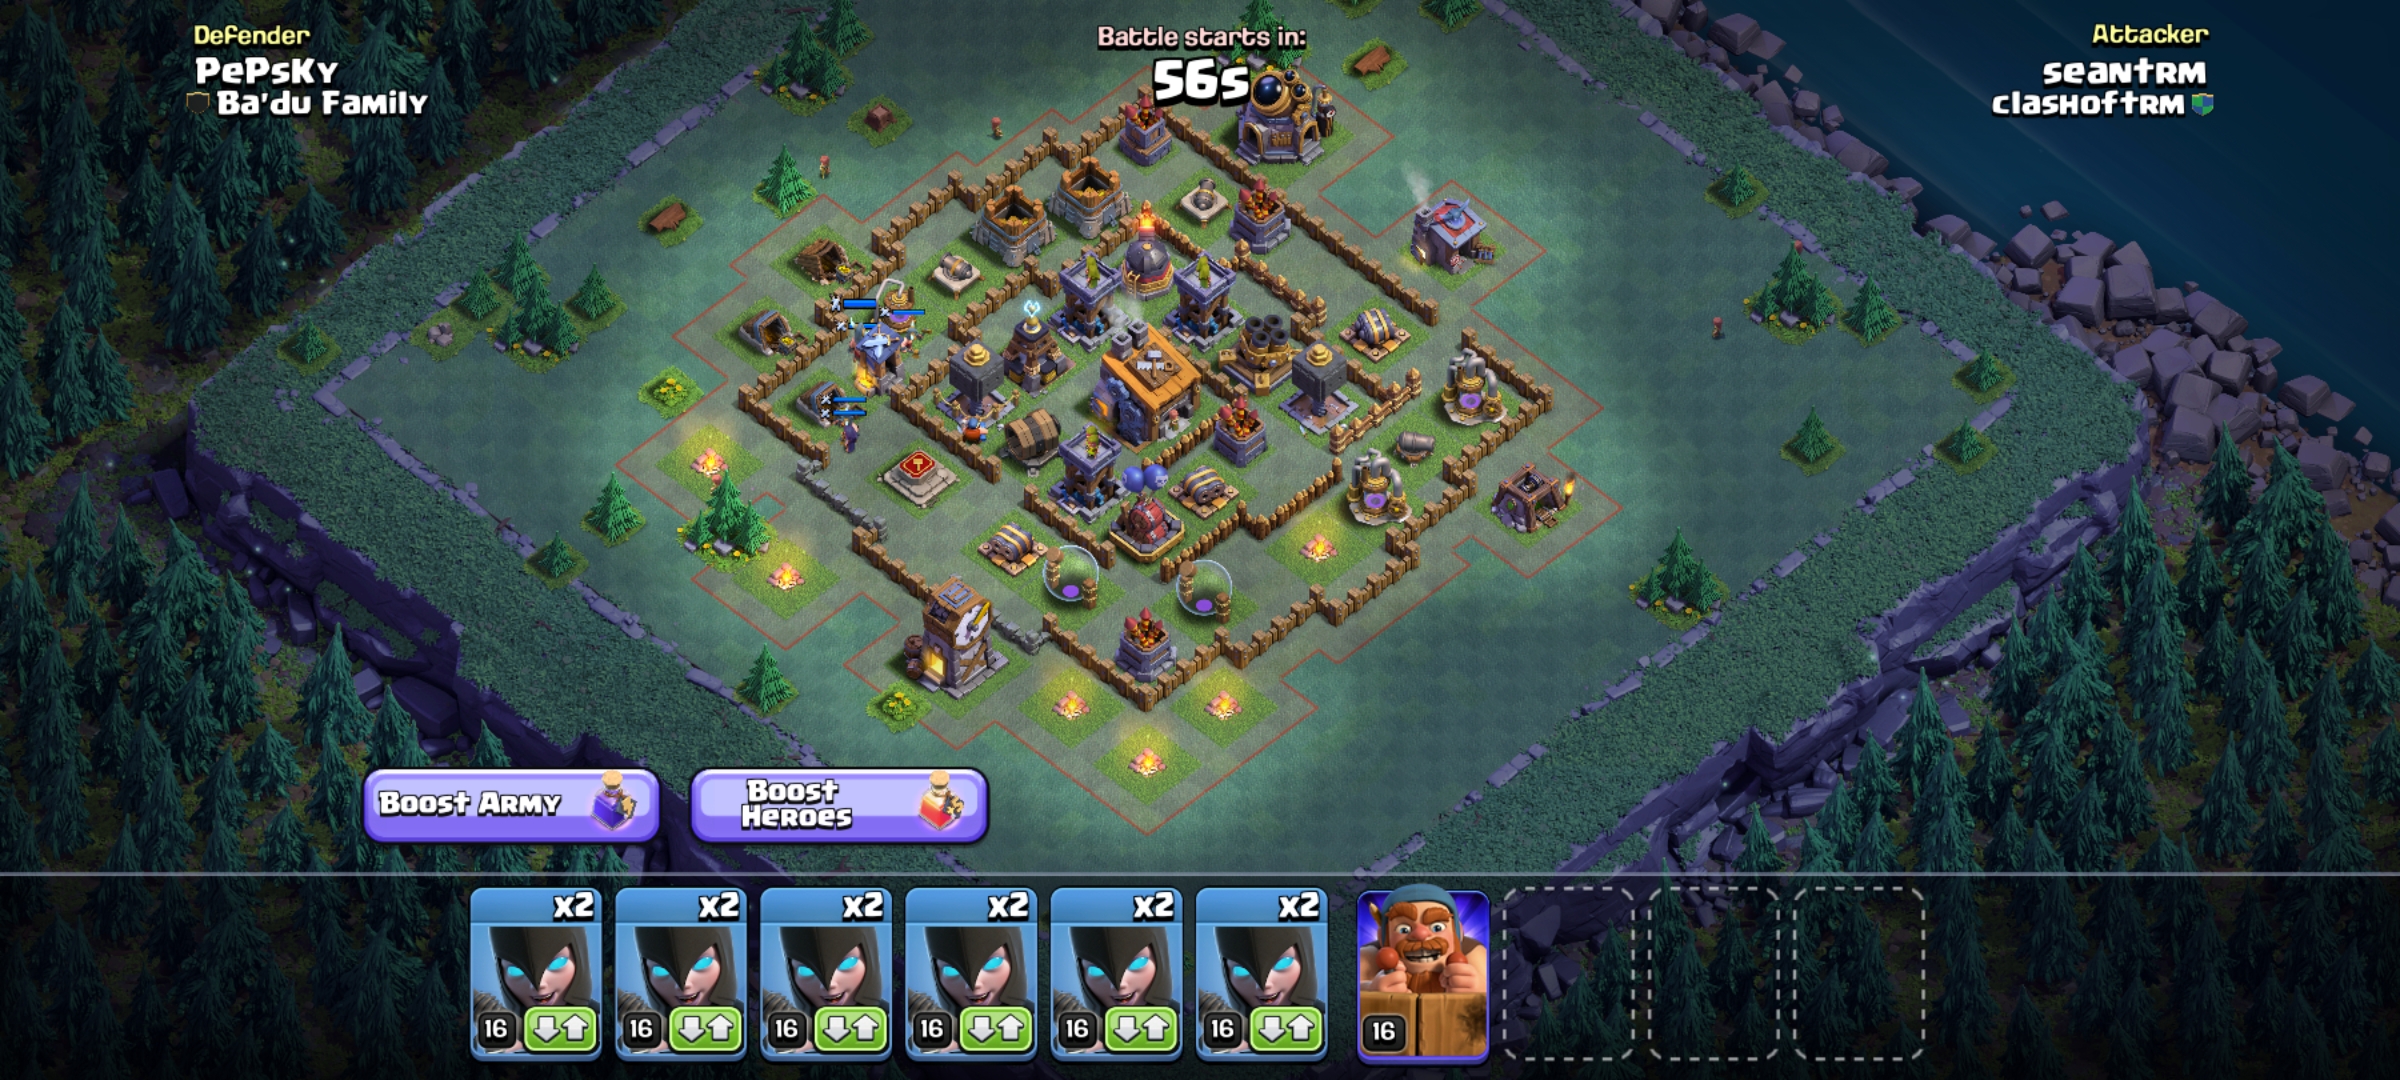 Defender
PePsKy
Ba'du Family
Battle starts in:
56s
Attacker
seantrm
clashoftrm
Boost Army
Boost
Heroes
x2
x2
x2
x2
x2
x2
16
16
16
16
16
16
16